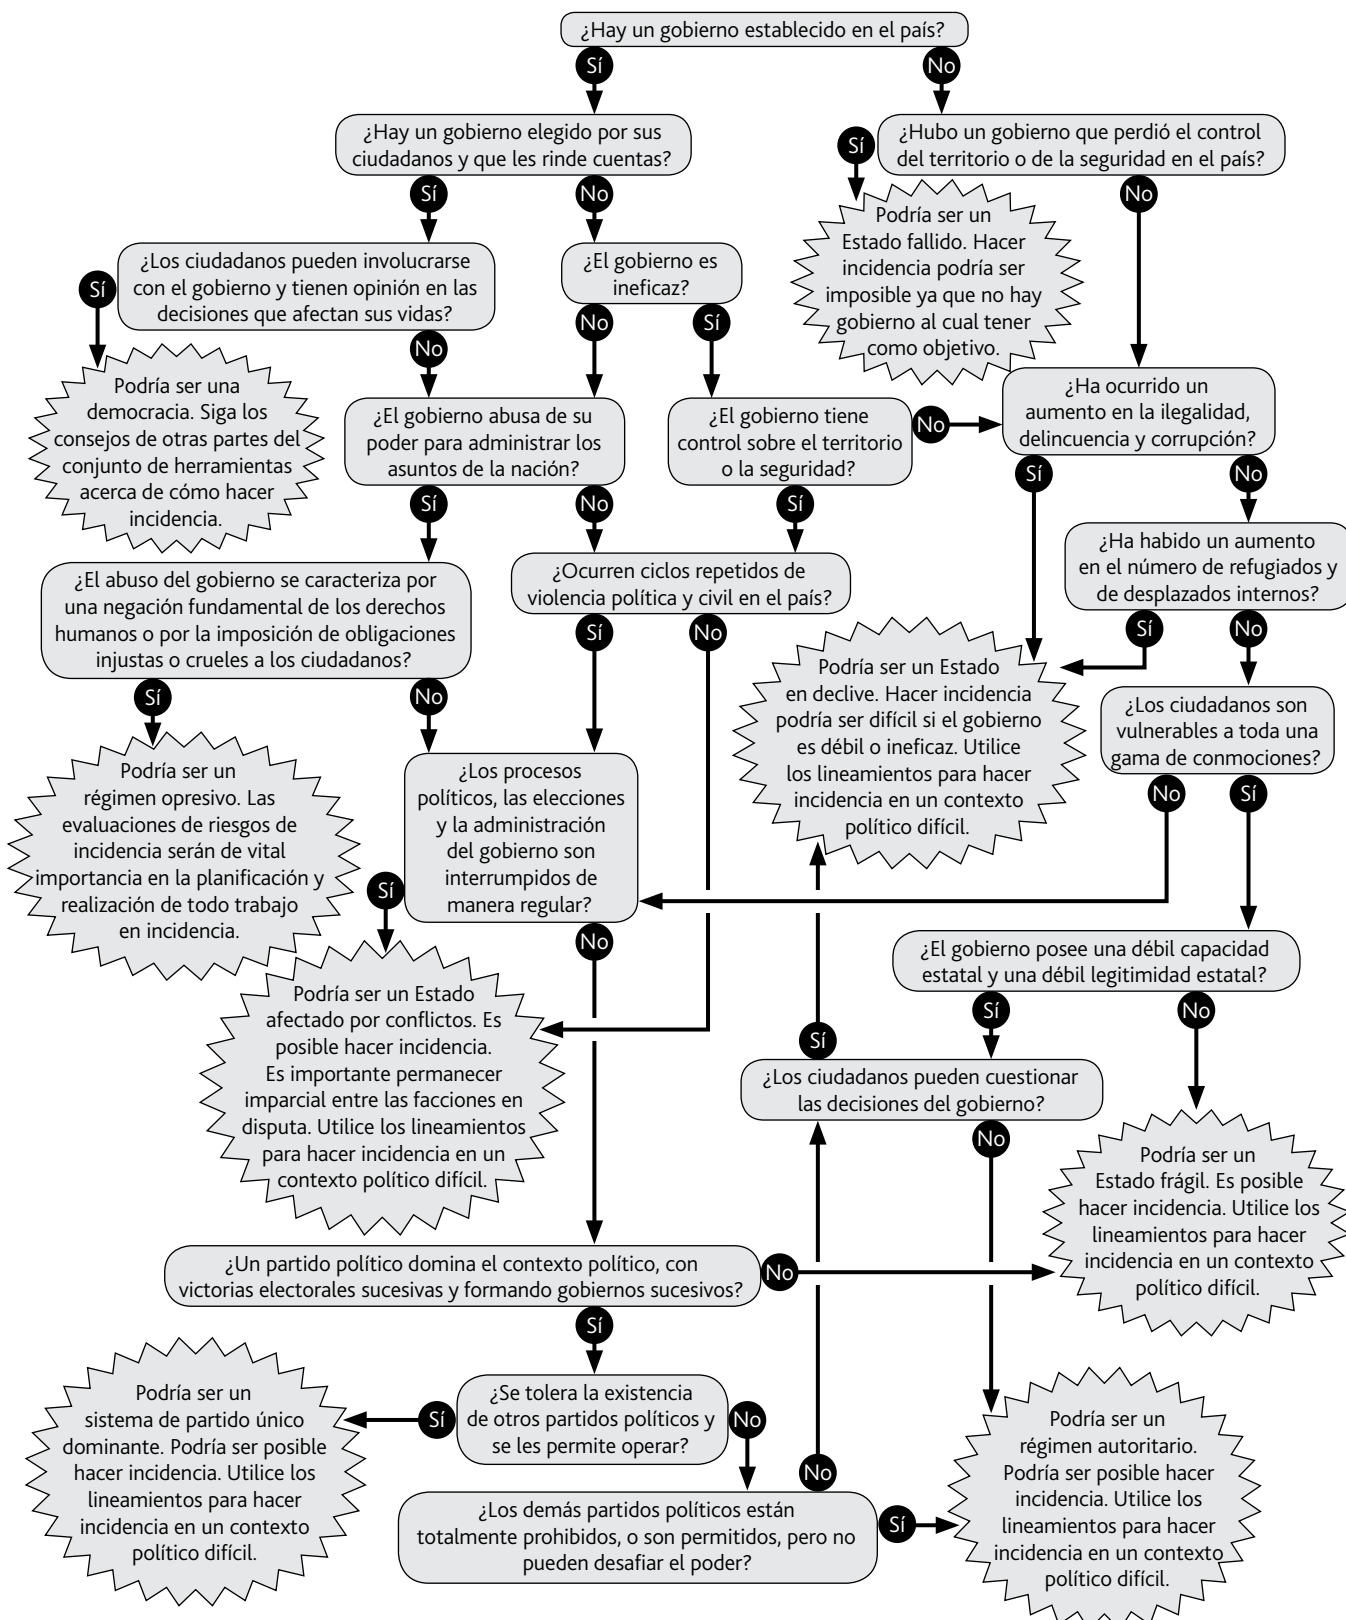 ¿Hay un gobierno establecido en el país?
Sí
No
¿Hay un gobierno elegido por sus
ciudadanos y que les rinde cuentas?
Sí
¿Hubo un gobierno que perdió el control
del territorio o de la seguridad en el país?
Sí
No
No
Podría ser un
Estado fallido. Hacer
incidencia podría ser
imposible ya que no hay
gobierno al cual tener
como objetivo.
Sí
¿Los ciudadanos pueden involucrarse
con el gobierno y tienen opinión en las
decisiones que afectan sus vidas?
¿El gobierno es
ineficaz?
No
No
Sí
Podría ser una
democracia. Siga los
consejos de otras partes del
conjunto de herramientas
acerca de cómo hacer
incidencia.
¿El gobierno abusa de su
poder para administrar los
asuntos de la nación?
¿El gobierno tiene
control sobre el territorio
o la seguridad?
No
¿Ha ocurrido un
aumento en la ilegalidad,
delincuencia y corrupción?
Sí
No
Sí
No
Sí
¿Ha habido un aumento
en el número de refugiados y
de desplazados internos?
¿El abuso del gobierno se caracteriza por
una negación fundamental de los derechos
humanos o por la imposición de obligaciones
injustas o crueles a los ciudadanos?
¿Ocurren ciclos repetidos de
violencia política y civil en el país?
Sí
No
Sí
No
Sí
No
Podría ser un Estado
en declive. Hacer incidencia
podría ser difícil si el gobierno
es débil o ineficaz. Utilice
los lineamientos para hacer
incidencia en un contexto
político difícil.
¿Los ciudadanos son
vulnerables a toda una
gama de conmociones?
No
Sí
Podría ser un
régimen opresivo. Las
evaluaciones de riesgos de
incidencia serán de vital
importancia en la planificación y
realización de todo trabajo
en incidencia.
¿Los procesos
políticos, las elecciones
y la administración
del gobierno son
interrumpidos de
manera regular?
Sí
No
¿El gobierno posee una débil capacidad
estatal y una débil legitimidad estatal?
Sí
No
Podría ser un Estado
afectado por conflictos. Es
posible hacer incidencia.
Es importante permanecer
imparcial entre las facciones en
disputa. Utilice los lineamientos
para hacer incidencia en un
contexto político difícil.
Sí
¿Los ciudadanos pueden cuestionar
las decisiones del gobierno?
No
Podría ser un
Estado frágil. Es posible
hacer incidencia. Utilice los
lineamientos para hacer
incidencia en un contexto
político difícil.
¿Un partido político domina el contexto político, con
victorias electorales sucesivas y formando gobiernos sucesivos?
No
Sí
Podría ser un
sistema de partido único
dominante. Podría ser posible
hacer incidencia. Utilice los
lineamientos para hacer
incidencia en un contexto
político difícil.
Sí
¿Se tolera la existencia
de otros partidos políticos y
se les permite operar?
No
No
¿Los demás partidos políticos están
totalmente prohibidos, o son permitidos, pero no
pueden desafiar el poder?
Sí
Podría ser un
régimen autoritario.
Podría ser posible hacer
incidencia. Utilice los
lineamientos para hacer
incidencia en un contexto
político difícil.